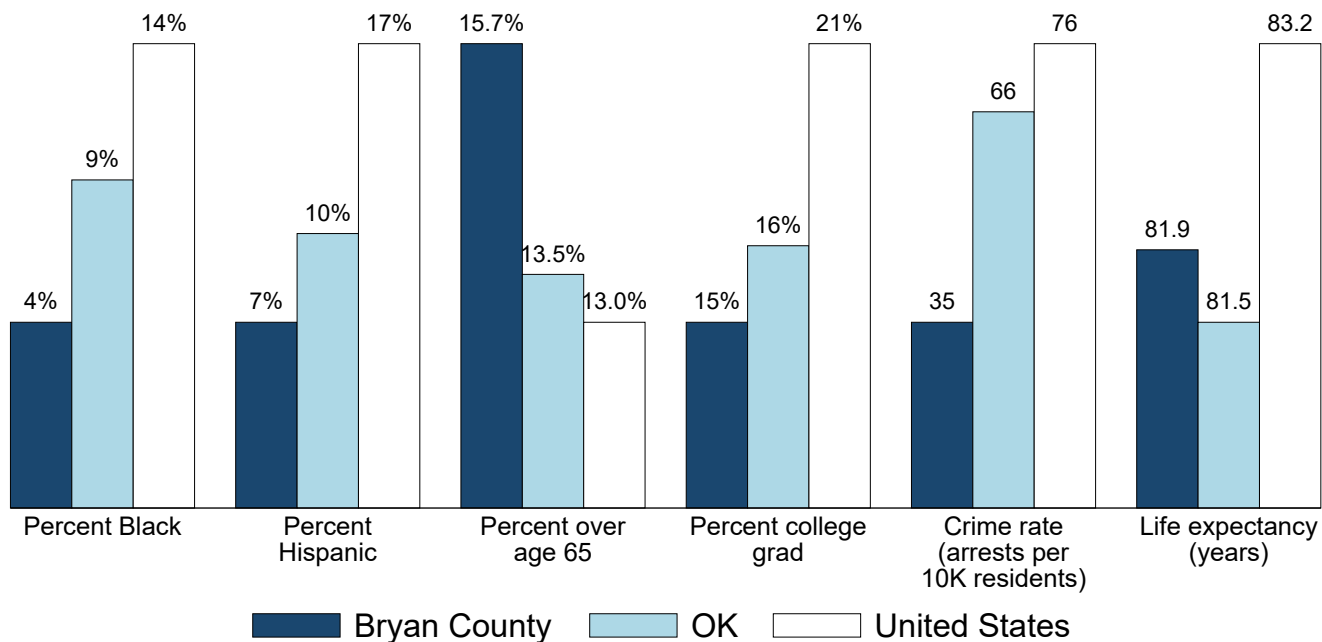 14%
17%
15.7%
21%
76
83.2
66
9%
10%
13.5%
16%
81.9
4%
7%
13.0%
15%
35
81.5
Percent Black
Percent
Hispanic
Percent over
age 65
Percent college
grad
Crime rate
(arrests per
10K residents)
Life expectancy
(years)
Bryan County
OK
United States